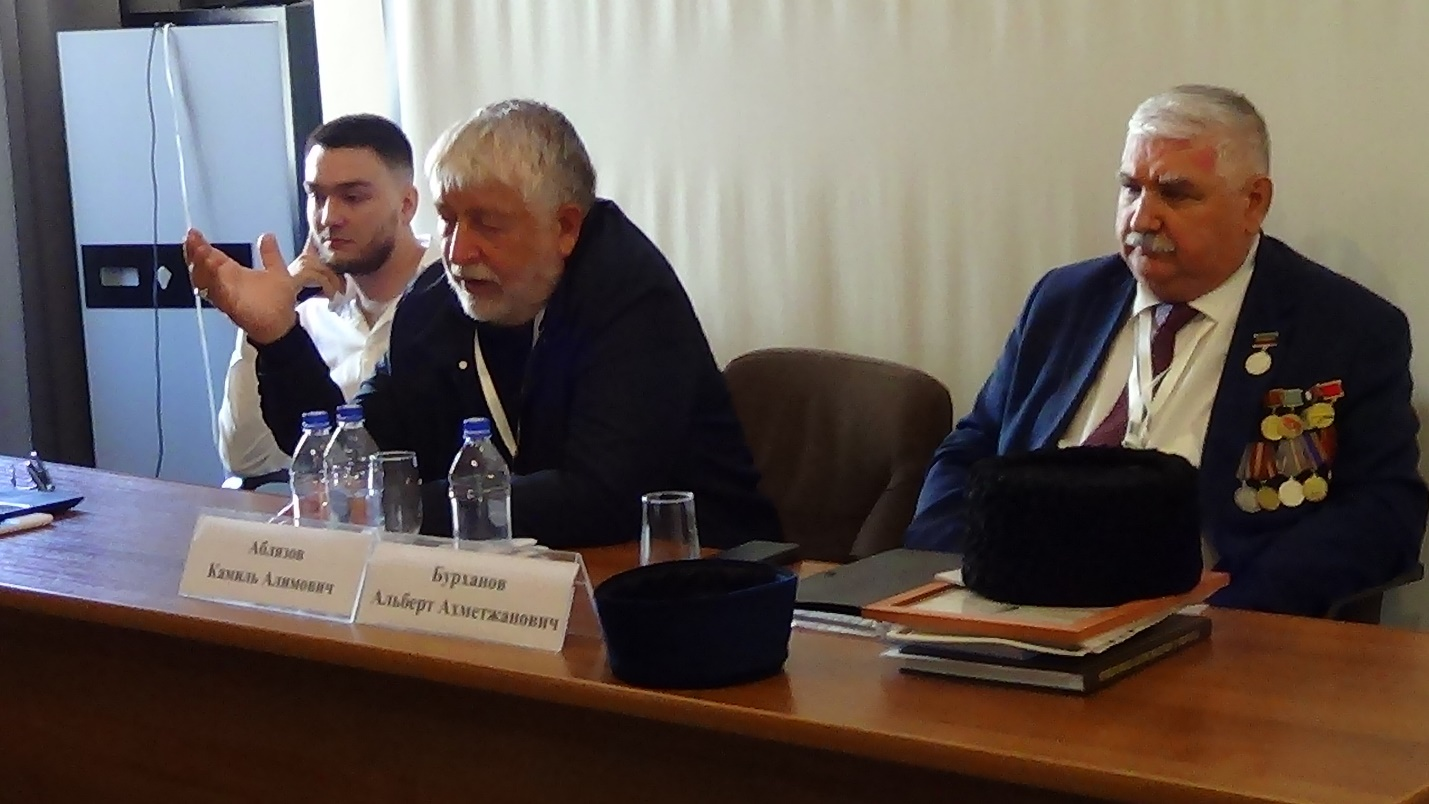 Аблязов
Камиль Алимович
Бурханов
Альберт Ахметжанович